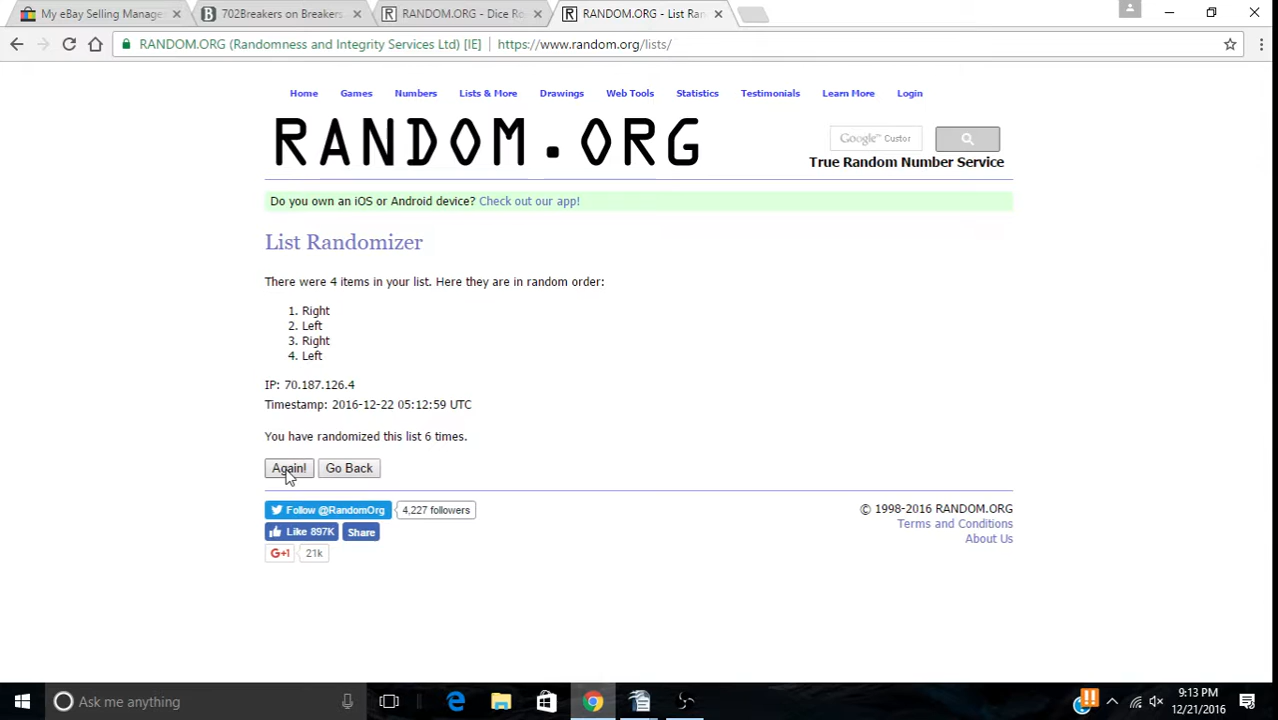 My eBay Selling Manage
702Breakers on Breakers
RANDOM.ORG - Dice Ro
RANDOM.ORG - List Ran
RANDOM.ORG (Randomness and Integrity Services Ltd) [IE]
https://www.random.org/lists/
Home Games Numbers Lists & More Drawings Web Tools Statistics Testimonials Learn More Login
RANDOM.ORG
Google™ Custor
True Random Number Service
Do you own an iOS or Android device? Check out our app!
List Randomizer
There were 4 items in your list. Here they are in random order:
1. Right
2. Left
3. Right
4. Left
IP: 70.187.126.4
Timestamp: 2016-12-22 05:12:59 UTC
You have randomized this list 6 times.
Again! Go Back
Follow @RandomOrg 4,227 followers
Like 897K Share
G+1 21k
© 1998-2016 RANDOM.ORG
Terms and Conditions
About Us
Ask me anything
9:13 PM
12/21/2016